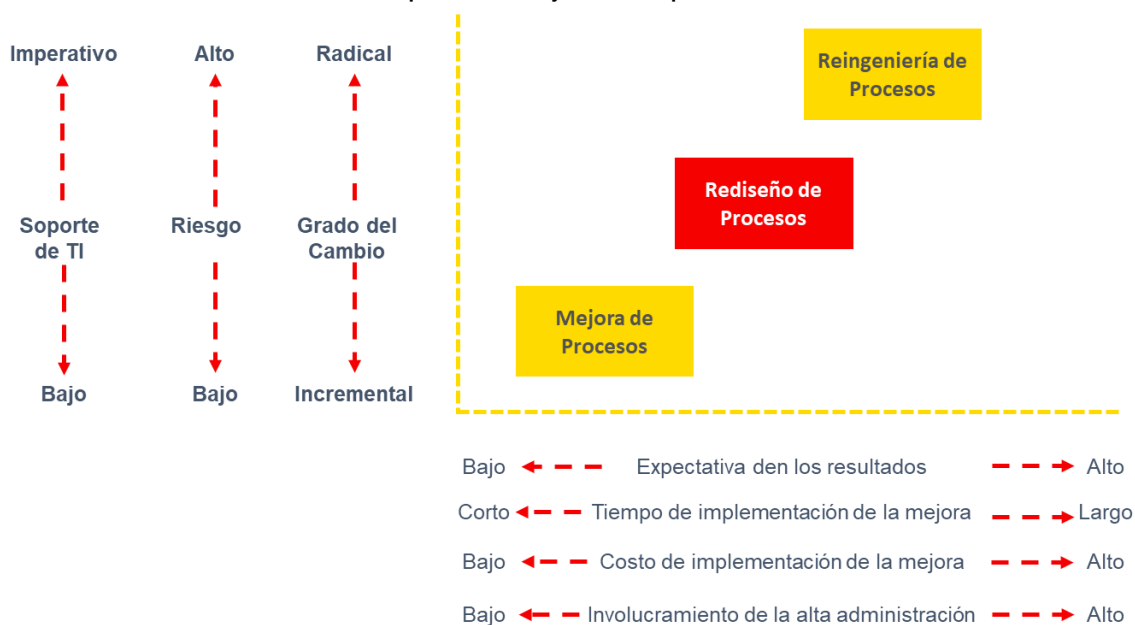 Imperativo
Alto
Radical
Soporte
de TI
Riesgo
Grado del
Cambio
Bajo
Bajo
Incremental
Reingeniería de
Procesos
Rediseño de
Procesos
Mejora de
Procesos
Bajo Expectativa den los resultados Alto
Corto Tiempo de implementación de la mejora Largo
Bajo Costo de implementación de la mejora Alto
Bajo Involucramiento de la alta administración Alto